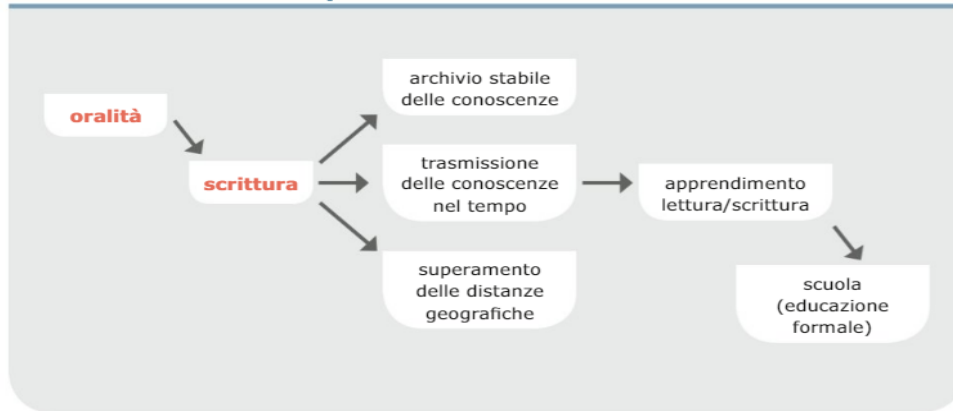 oralità
scrittura
archivio stabile
delle conoscenze
trasmissione
delle conoscenze
nel tempo
superamento
delle distanze
geografiche
apprendimento
lettura/scrittura
scuola
(educazione
formale)